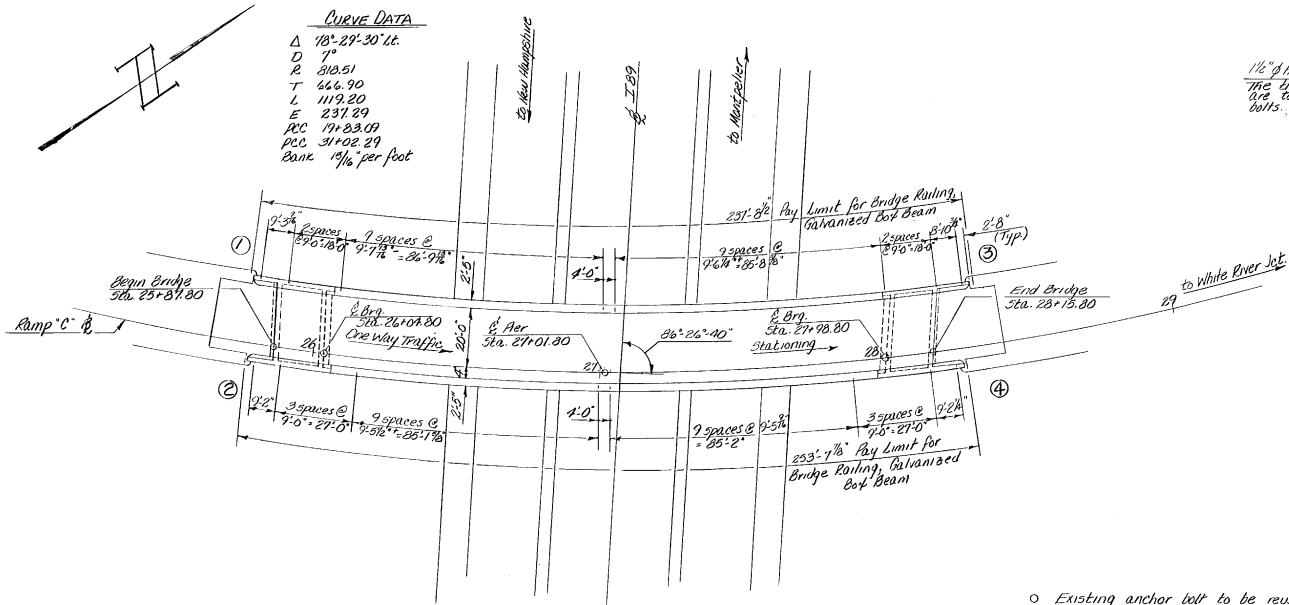 CURVE DATA
Δ 78°-29'-30" Lt.
D 7°
R 818.51
T 666.90
L 1119.20
E 237.29
PCC 19+83.09
PCC 31+02.29
Bank 13/16" per foot
to New Hampshire
℄ I 89
to Montpelier
1½"φ
The
are to
bolts.
237'-8½" Pay Limit for Bridge Railing,
Galvanized Box Beam
2 spaces
@9'-0"=18'-0"
9 spaces @
2'-5"
4'-0"
9 spaces @
2 spaces
@9'-0"=18'-0"
8'-10¾"
2'-8"
(Typ.)
①
③
Begin Bridge
Sta. 25+87.80
End Bridge
Sta. 28+15.80
to White River Jct.
29
Ramp "C" ℄
26
℄ Brg.
Sta. 26+04.80
One Way Traffic
20'-0"
4'
℄ Pier
Sta. 27+01.80
27
86°-26'-40"
℄ Brg.
Sta. 27+98.80
Stationing
28
②
④
9'-2"
3 spaces @
9'-0"=27'-0"
9 spaces @
2'-5"
4'-0"
9 spaces @
= 85'-2"
3 spaces @
9'-0"=27'-0"
9'-2¼"
253'-7⅞" Pay Limit for
Bridge Railing, Galvanized
Box Beam
○ Existing anchor bolt to be